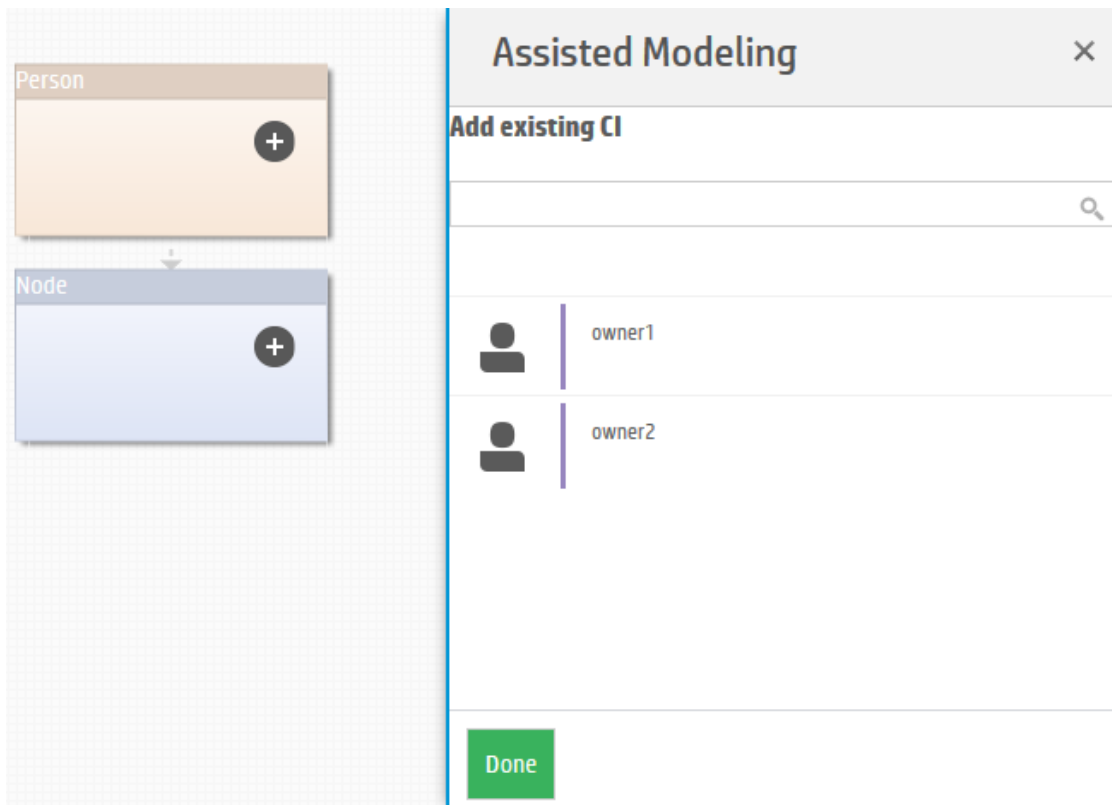 Person
Node
Assisted Modeling
Add existing CI
owner1
owner2
Done